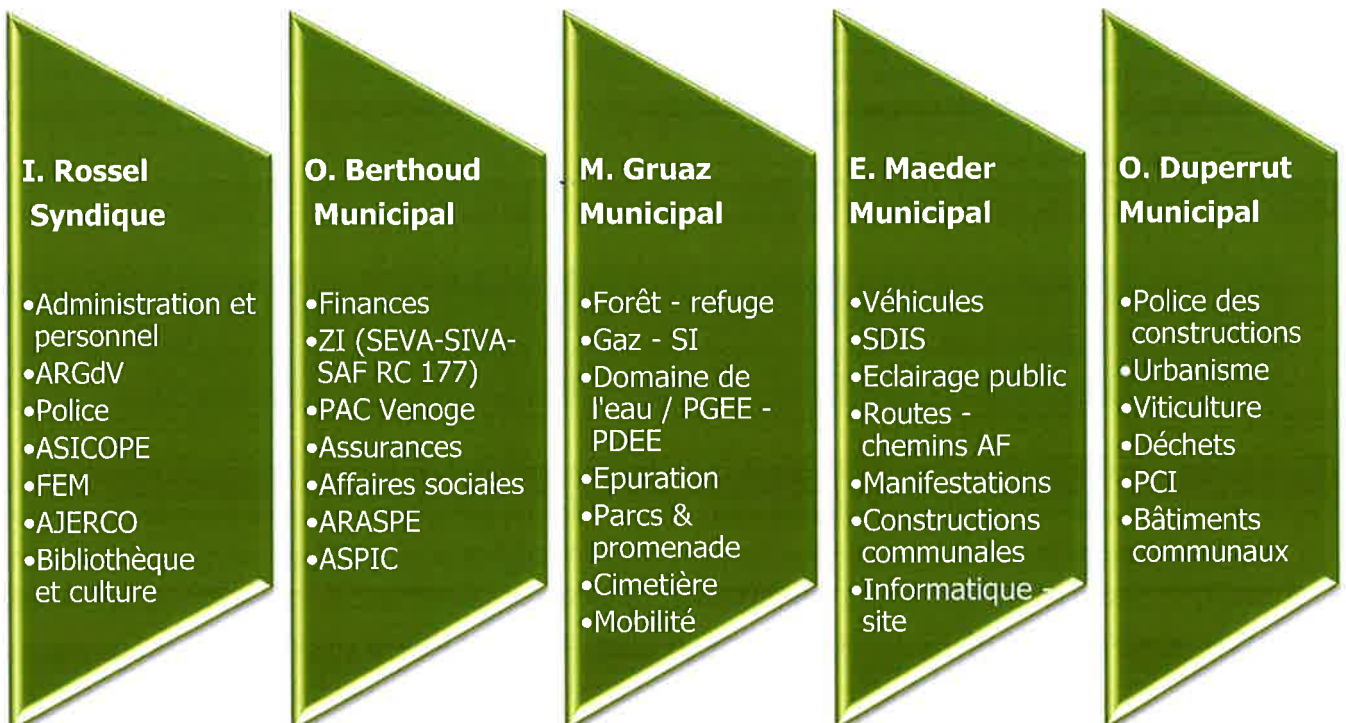 I. Rossel
Syndique
•Administration et
personnel
•ARGdV
•Police
•ASICOPE
•FEM
•AJERCO
•Bibliothèque
et culture
O. Berthoud
Municipal
•Finances
•ZI (SEVA-SIVA-
SAF RC 177)
•PAC Venoge
•Assurances
•Affaires sociales
•ARASPE
•ASPIC
M. Gruaz
Municipal
•Forêt - refuge
•Gaz - SI
•Domaine de
l'eau / PGEE -
PDEE
•Epuration
•Parcs &
promenade
•Cimetière
•Mobilité
E. Maeder
Municipal
•Véhicules
•SDIS
•Eclairage public
•Routes -
chemins AF
•Manifestations
•Constructions
communales
•Informatique -
site
O. Duperrut
Municipal
•Police des
constructions
•Urbanisme
•Viticulture
•Déchets
•PCI
•Bâtiments
communaux